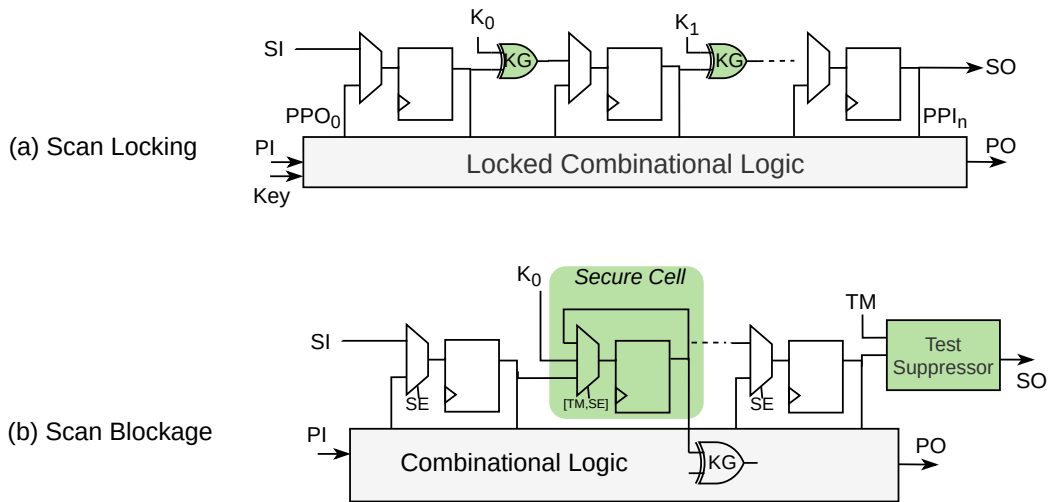 (a) Scan Locking
SI
K0
KG
K1
KG
SO
PPO0
PPIn
PI
Key
Locked Combinational Logic
PO
(b) Scan Blockage
K0
Secure Cell
TM
SI
Test
Suppressor
SO
SE
[TM,SE]
SE
PI
Combinational Logic
KG
PO